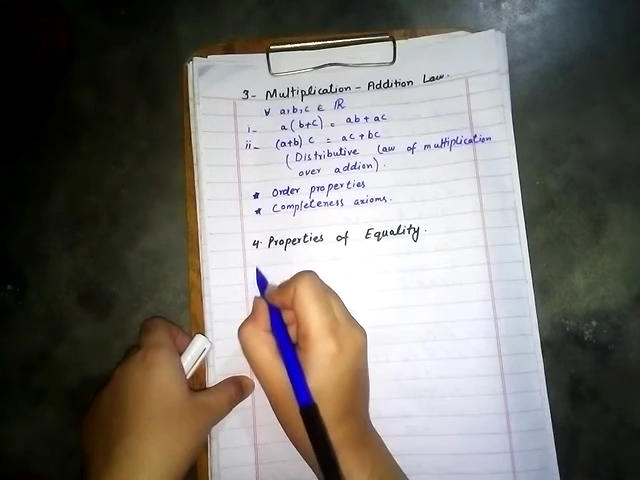 3- Multiplication - Addition Law.
∀ a,b,c ∈ ℝ
i- a(b+c) = ab + ac
ii- (a+b) c = ac + bc
(Distributive Law of multiplication
over addion).
* Order properties
* Completeness axioms.
4. Properties of Equality.